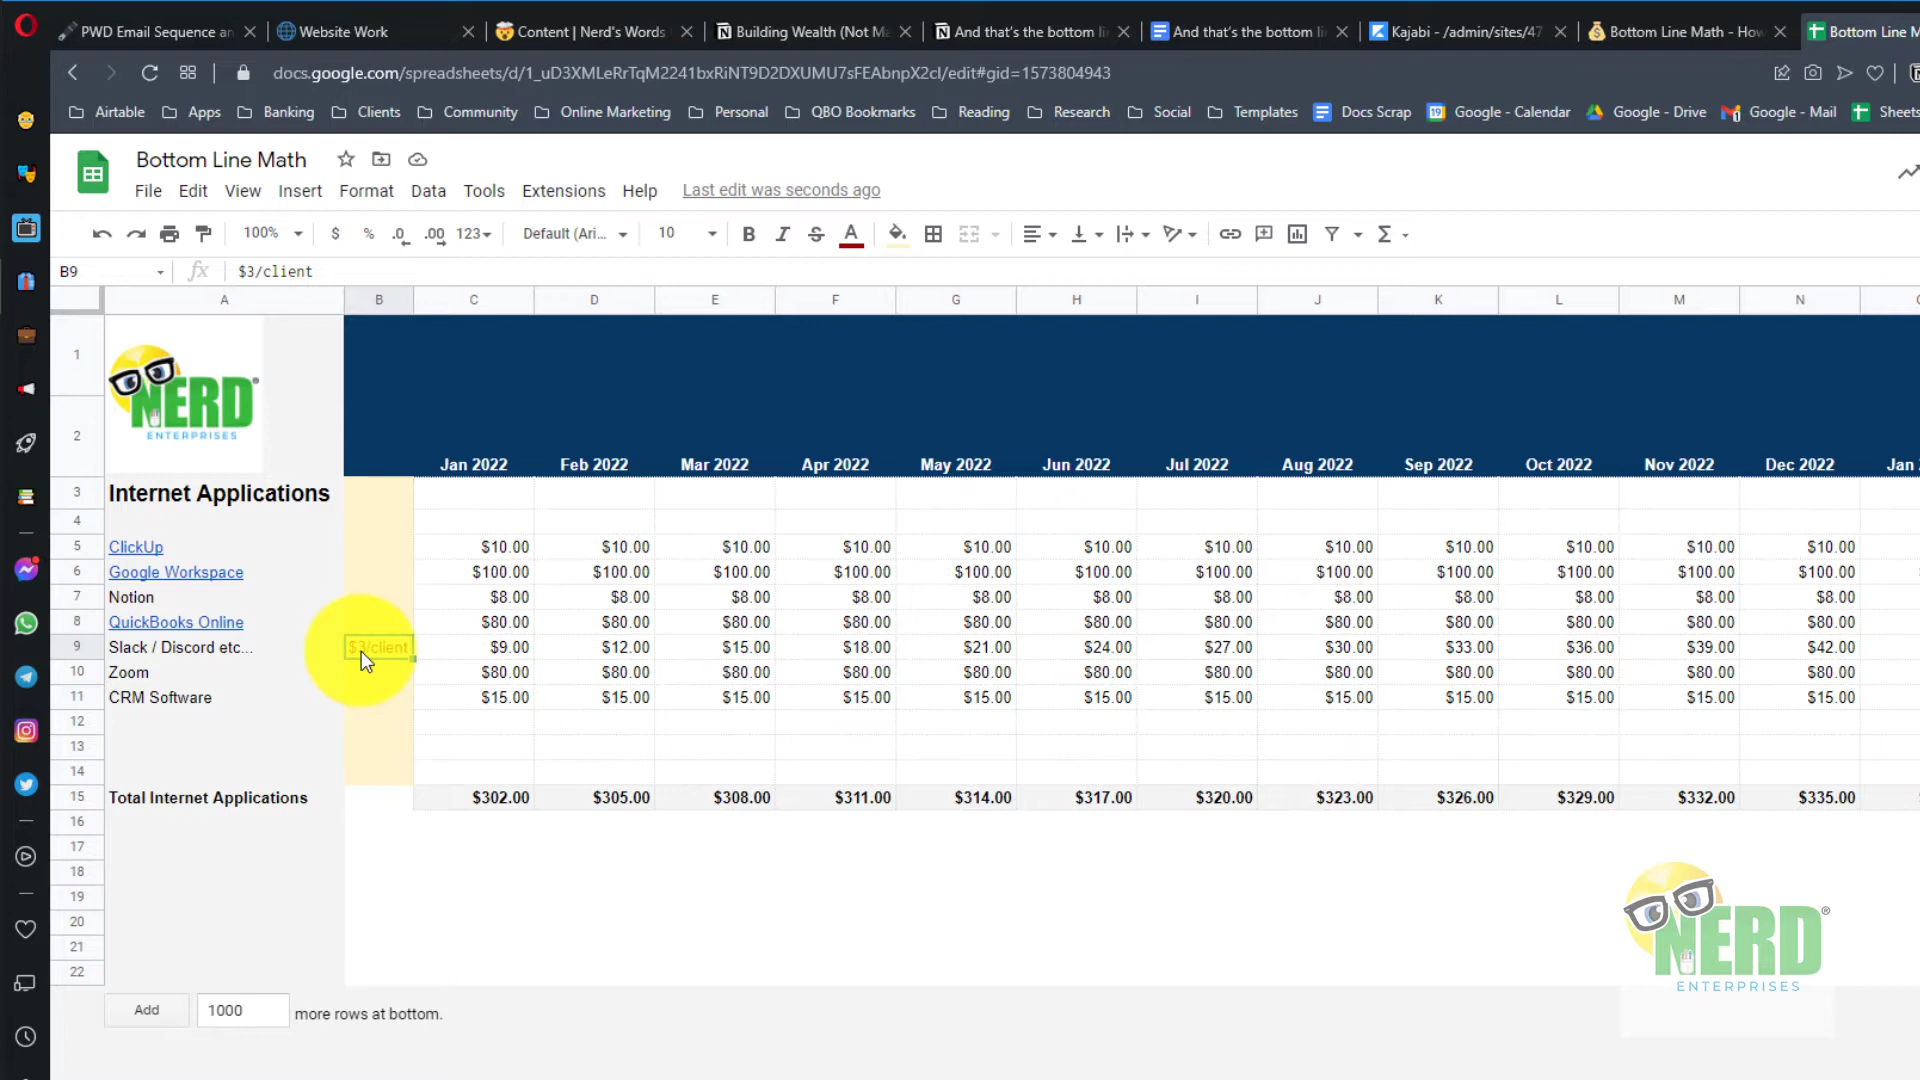 PWD Email Sequence an
Website Work
Content | Nerd's Words
Building Wealth (Not Ma
And that's the bottom li
And that's the bottom li
Kajabi - /admin/sites/47
Bottom Line Math - How
Bottom Line M
docs.google.com/spreadsheets/d/1_uD3XMLeRrTqM2241bxRiNT9D2DXUMU7sFEAbnpX2cI/edit#gid=1573804943
Airtable Apps Banking Clients Community Online Marketing Personal QBO Bookmarks Reading Research Social Templates Docs Scrap Google - Calendar Google - Drive Google - Mail Sheets
Bottom Line Math
File Edit View Insert Format Data Tools Extensions Help Last edit was seconds ago
100% $ % .0 .00 123 Default (Ari... 10 B I S A Σ
B9 fx $3/client
A B C D E F G H I J K L M N
1
NERD®
ENTERPRISES
2 Jan 2022 Feb 2022 Mar 2022 Apr 2022 May 2022 Jun 2022 Jul 2022 Aug 2022 Sep 2022 Oct 2022 Nov 2022 Dec 2022 Jan
3 Internet Applications
4
5 ClickUp $10.00 $10.00 $10.00 $10.00 $10.00 $10.00 $10.00 $10.00 $10.00 $10.00 $10.00 $10.00
6 Google Workspace $100.00 $100.00 $100.00 $100.00 $100.00 $100.00 $100.00 $100.00 $100.00 $100.00 $100.00 $100.00
7 Notion $8.00 $8.00 $8.00 $8.00 $8.00 $8.00 $8.00 $8.00 $8.00 $8.00 $8.00 $8.00
8 QuickBooks Online $80.00 $80.00 $80.00 $80.00 $80.00 $80.00 $80.00 $80.00 $80.00 $80.00 $80.00 $80.00
9 Slack / Discord etc... $3/client $9.00 $12.00 $15.00 $18.00 $21.00 $24.00 $27.00 $30.00 $33.00 $36.00 $39.00 $42.00
10 Zoom $80.00 $80.00 $80.00 $80.00 $80.00 $80.00 $80.00 $80.00 $80.00 $80.00 $80.00 $80.00
11 CRM Software $15.00 $15.00 $15.00 $15.00 $15.00 $15.00 $15.00 $15.00 $15.00 $15.00 $15.00 $15.00
12
13
14
15 Total Internet Applications $302.00 $305.00 $308.00 $311.00 $314.00 $317.00 $320.00 $323.00 $326.00 $329.00 $332.00 $335.00
16
17
18
19
20
21
22
NERD®
ENTERPRISES
Add 1000 more rows at bottom.